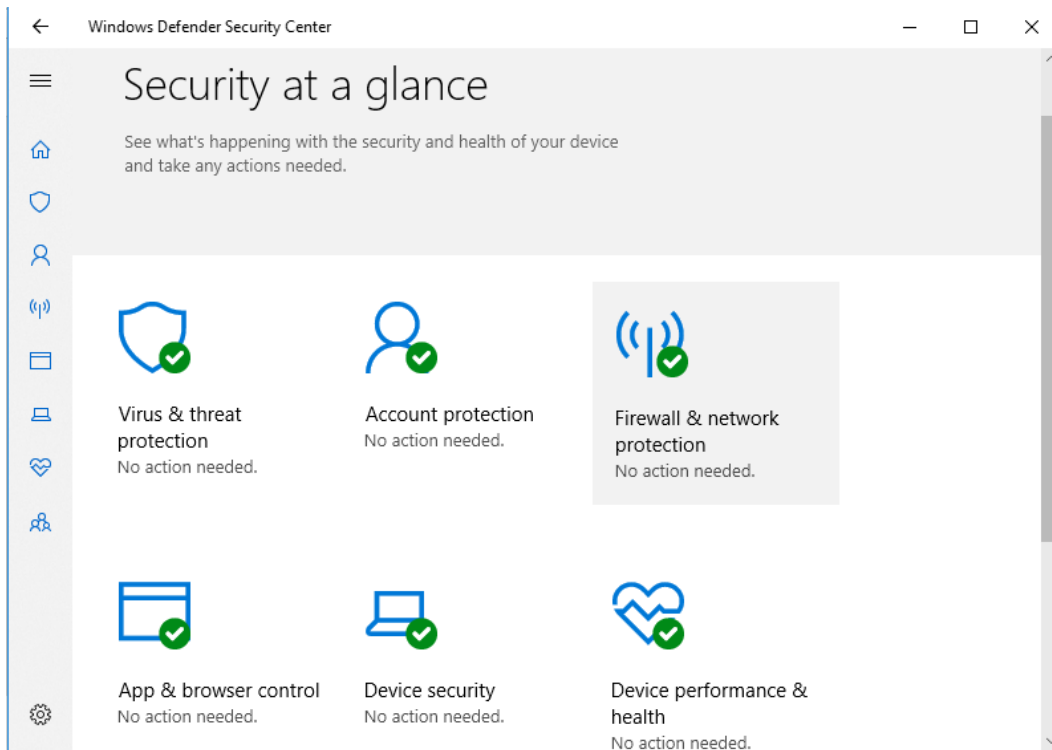 Windows Defender Security Center
Security at a glance
See what's happening with the security and health of your device
and take any actions needed.
Virus & threat
protection
No action needed.
Account protection
No action needed.
Firewall & network
protection
No action needed.
App & browser control
No action needed.
Device security
No action needed.
Device performance &
health
No action needed.